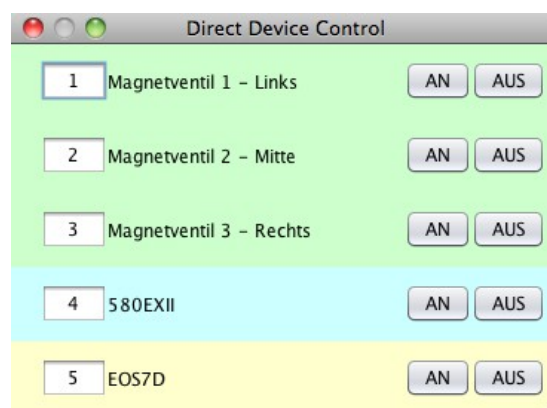 Direct Device Control
1 Magnetventil 1 – Links AN AUS
2 Magnetventil 2 – Mitte AN AUS
3 Magnetventil 3 – Rechts AN AUS
4 580EXII AN AUS
5 EOS7D AN AUS